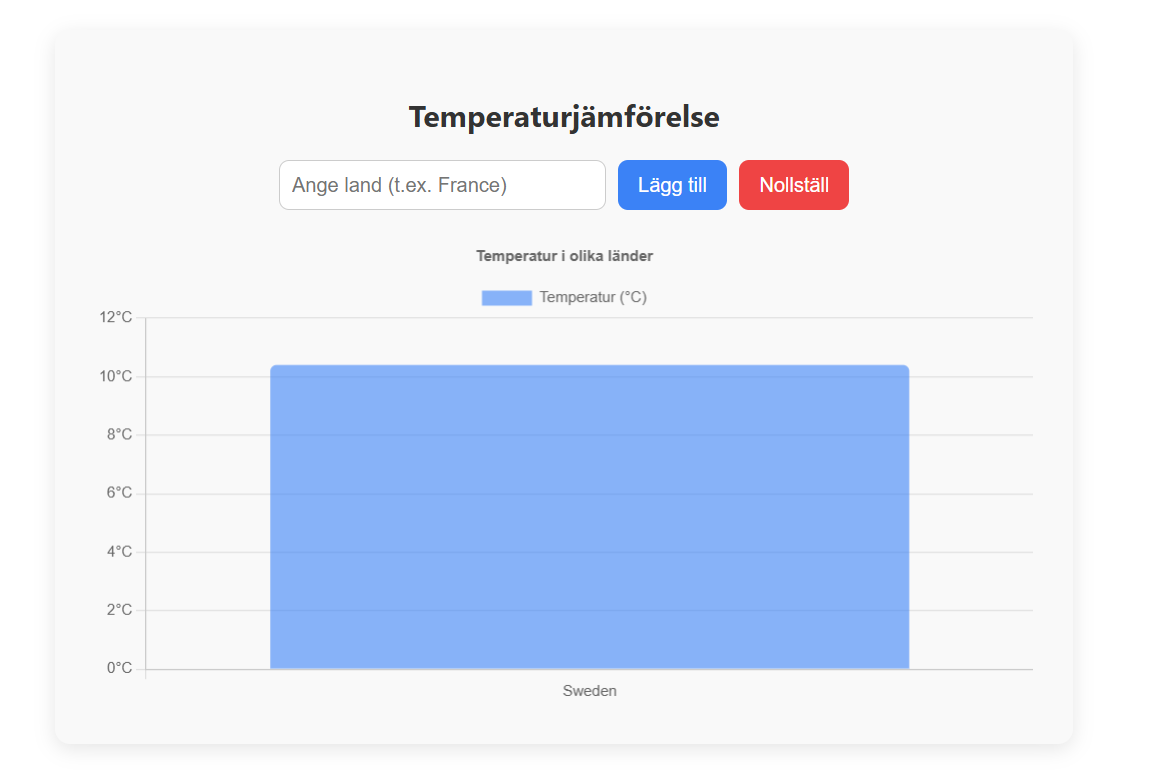 Temperaturjämförelse
Ange land (t.ex. France) Lägg till Nollställ
Temperatur i olika länder
Temperatur (°C)
12°C
10°C
8°C
6°C
4°C
2°C
0°C
Sweden